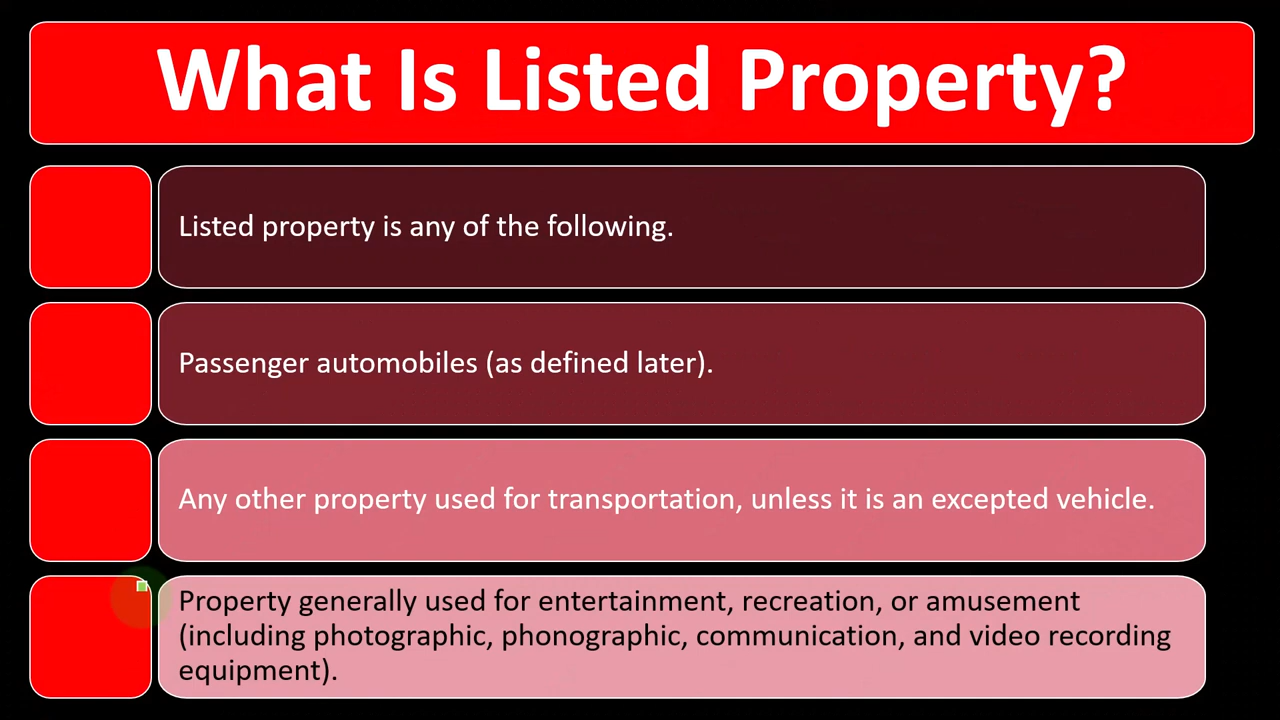 What Is Listed Property?
Listed property is any of the following.
Passenger automobiles (as defined later).
Any other property used for transportation, unless it is an excepted vehicle.
Property generally used for entertainment, recreation, or amusement
(including photographic, phonographic, communication, and video recording
equipment).